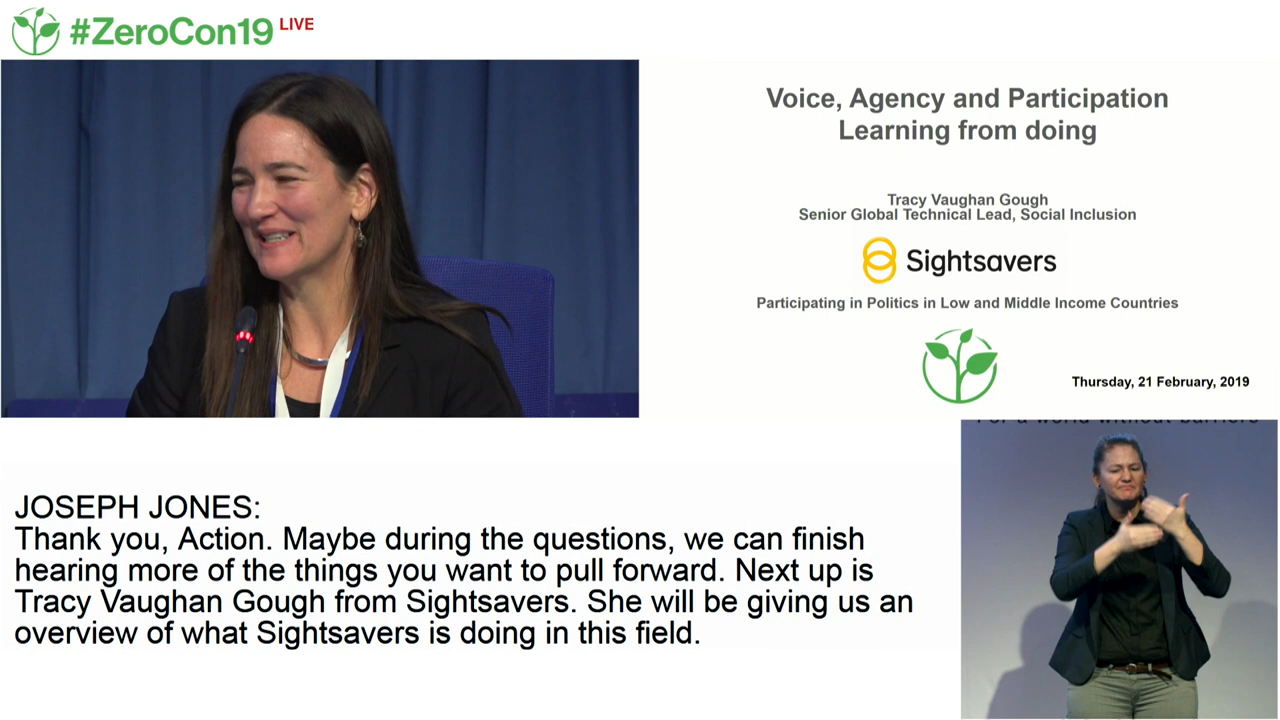 #ZeroCon19 LIVE
Voice, Agency and Participation
Learning from doing
Tracy Vaughan Gough
Senior Global Technical Lead, Social Inclusion
Sightsavers
Participating in Politics in Low and Middle Income Countries
Thursday, 21 February, 2019
For a world without barriers
JOSEPH JONES:
Thank you, Action. Maybe during the questions, we can finish
hearing more of the things you want to pull forward. Next up is
Tracy Vaughan Gough from Sightsavers. She will be giving us an
overview of what Sightsavers is doing in this field.